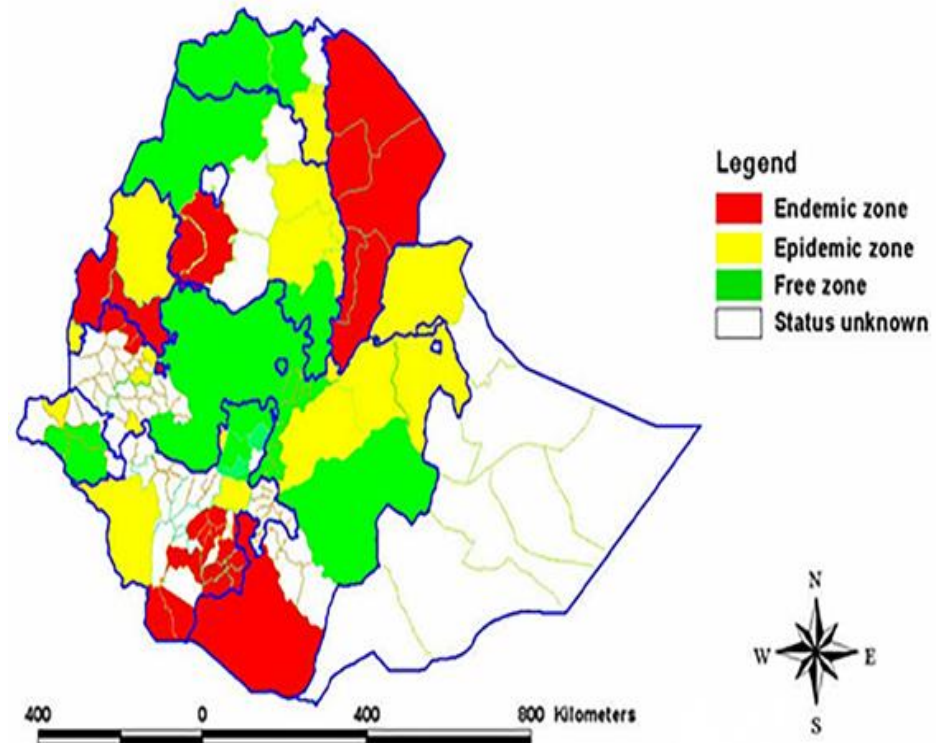 Legend
Endemic zone
Epidemic zone
Free zone
Status unknown
N
W E
S
400 0 400 800 Kilometers